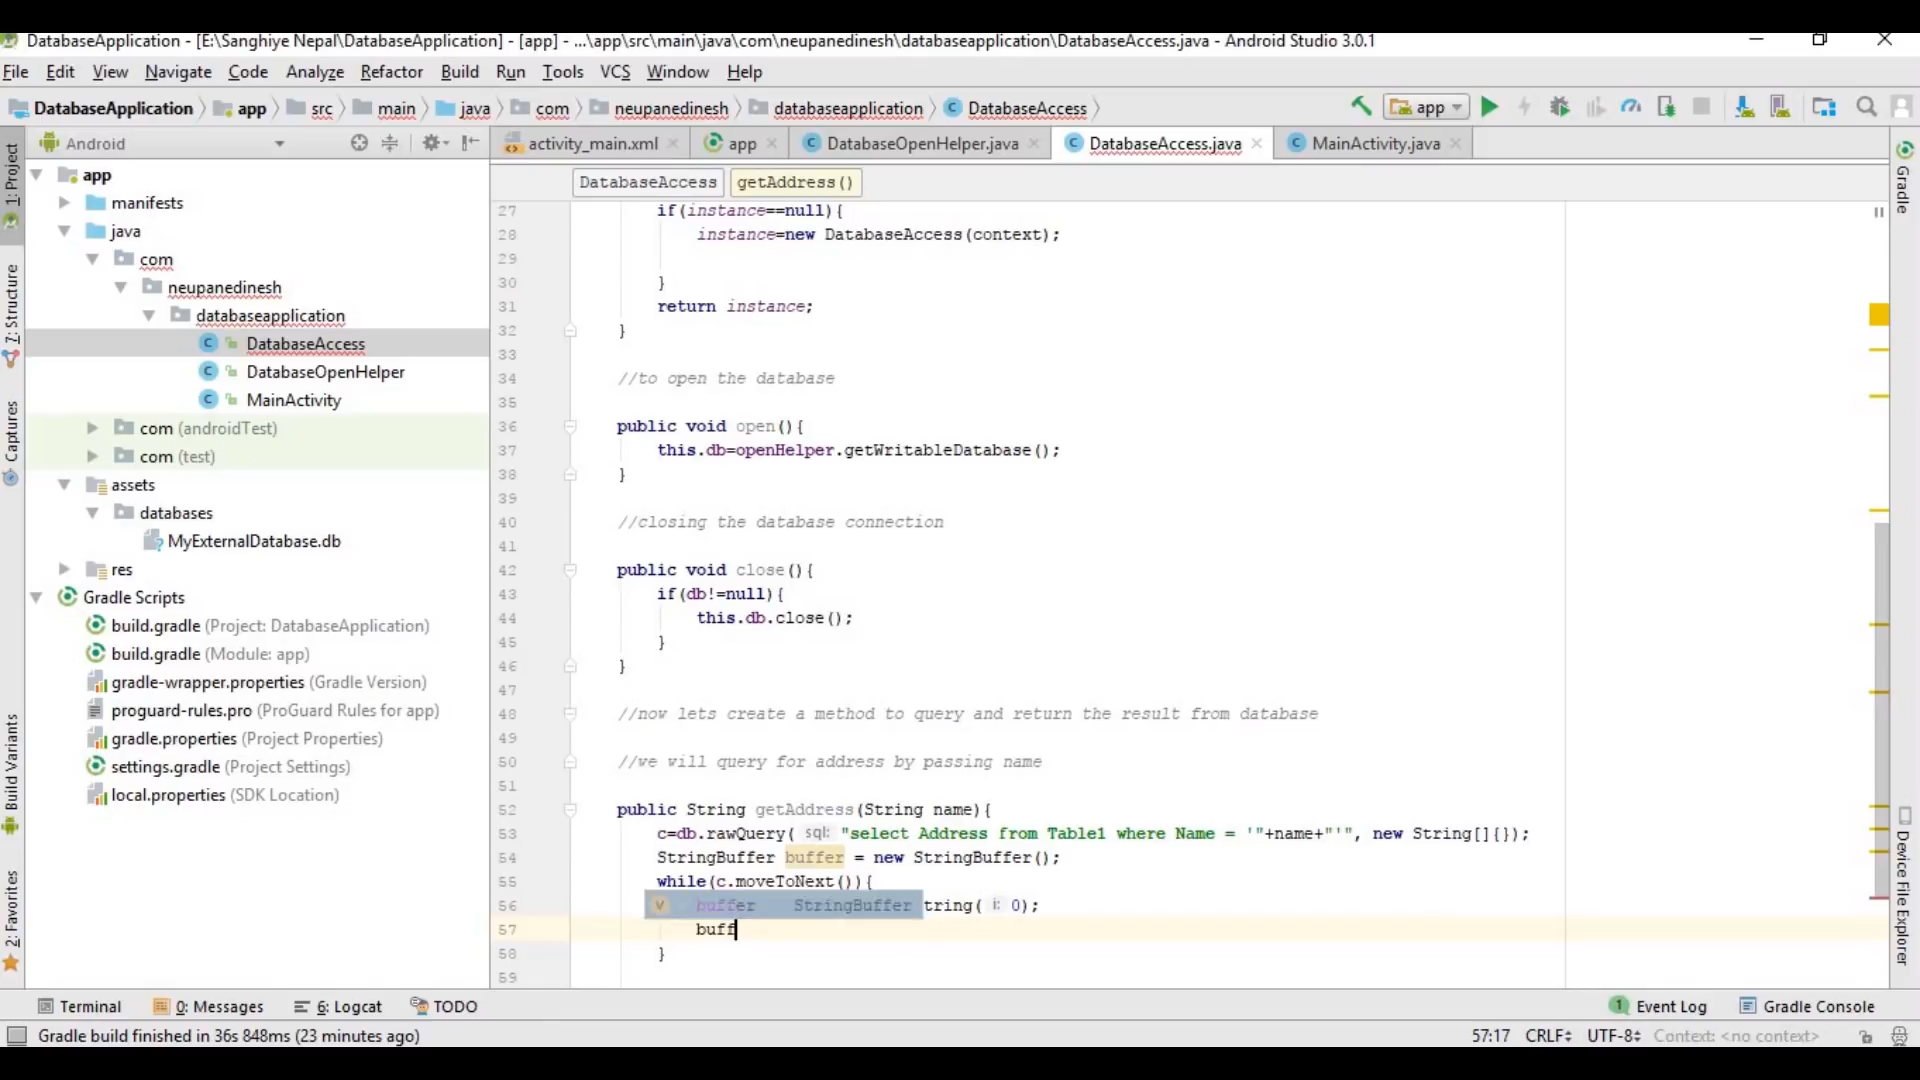 DatabaseApplication - [E:\Sanghiye Nepal\DatabaseApplication] - [app] - ...\app\src\main\java\com\neupanedinesh\databaseapplication\DatabaseAccess.java - Android Studio 3.0.1
File Edit View Navigate Code Analyze Refactor Build Run Tools VCS Window Help
DatabaseApplication app src main java com neupanedinesh databaseapplication DatabaseAccess app
Android
activity_main.xml app DatabaseOpenHelper.java DatabaseAccess.java MainActivity.java
DatabaseAccess getAddress()
1: Project
7: Structure
Captures
Build Variants
2: Favorites
app
manifests
java
com
neupanedinesh
databaseapplication
DatabaseAccess
DatabaseOpenHelper
MainActivity
com (androidTest)
com (test)
assets
databases
MyExternalDatabase.db
res
Gradle Scripts
build.gradle (Project: DatabaseApplication)
build.gradle (Module: app)
gradle-wrapper.properties (Gradle Version)
proguard-rules.pro (ProGuard Rules for app)
gradle.properties (Project Properties)
settings.gradle (Project Settings)
local.properties (SDK Location)
27 if(instance==null){
28 instance=new DatabaseAccess(context);
29
30 }
31 return instance;
32 }
33
34 //to open the database
35
36 public void open(){
37 this.db=openHelper.getWritableDatabase();
38 }
39
40 //closing the database connection
41
42 public void close(){
43 if(db!=null){
44 this.db.close();
45 }
46 }
47
48 //now lets create a method to query and return the result from database
49
50 //we will query for address by passing name
51
52 public String getAddress(String name){
53 c=db.rawQuery( sql: "select Address from Table1 where Name = '"+name+"'", new String[]{});
54 StringBuffer buffer = new StringBuffer();
55 while(c.moveToNext()){
56 buffer StringBuffer tring( i: 0);
57 buff
58 }
59
Gradle
Device File Explorer
Terminal 0: Messages 6: Logcat TODO 1 Event Log Gradle Console
Gradle build finished in 36s 848ms (23 minutes ago) 57:17 CRLF UTF-8 Context: <no context>